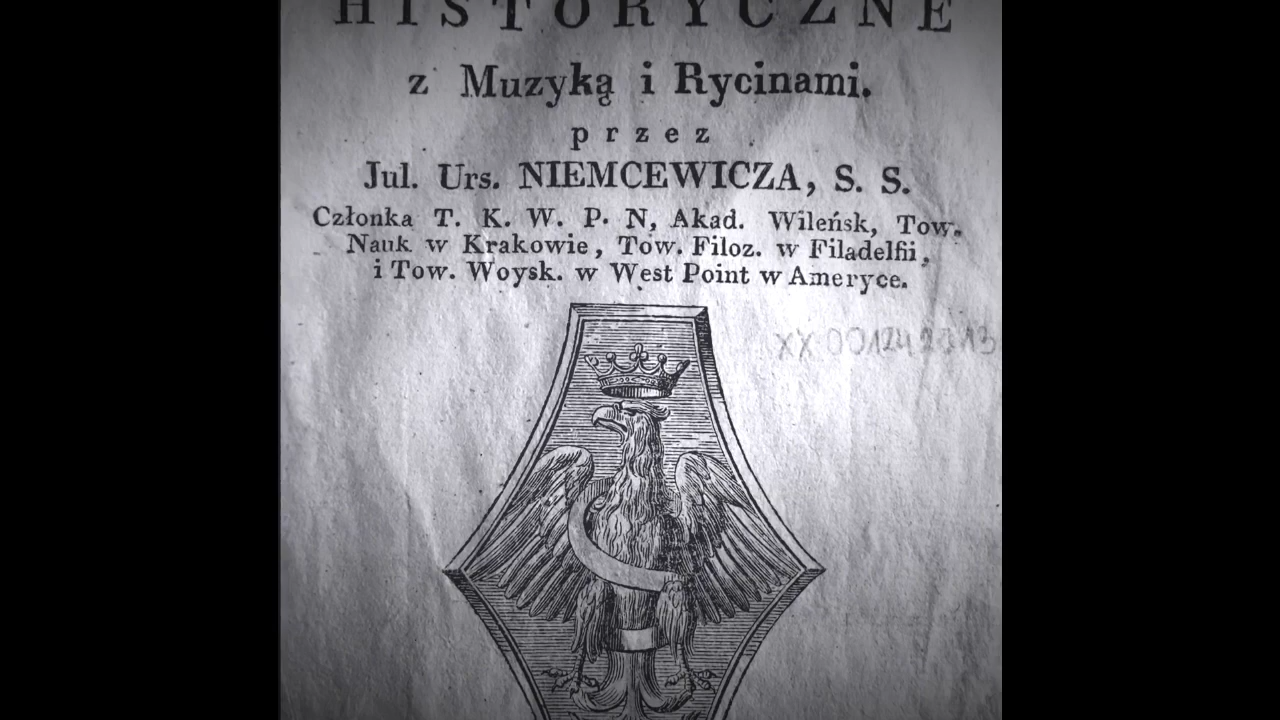 HISTORYCZNE
z Muzyką i Rycinami.
przez
Jul. Urs. NIEMCEWICZA, S. S.
Członka T. K. W. P. N, Akad. Wileńsk, Tow.
Nauk w Krakowie, Tow. Filoz. w Filadelfii,
i Tow. Woysk. w West Point w Ameryce.